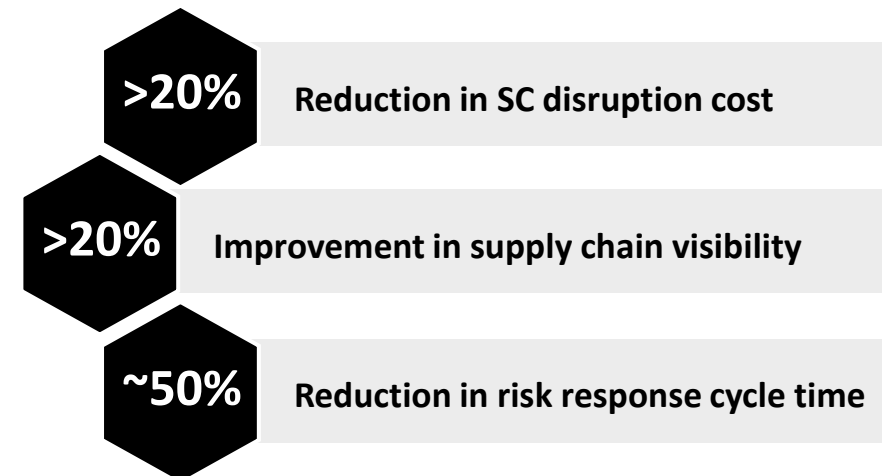 >20%
Reduction in SC disruption cost
>20%
Improvement in supply chain visibility
~50%
Reduction in risk response cycle time